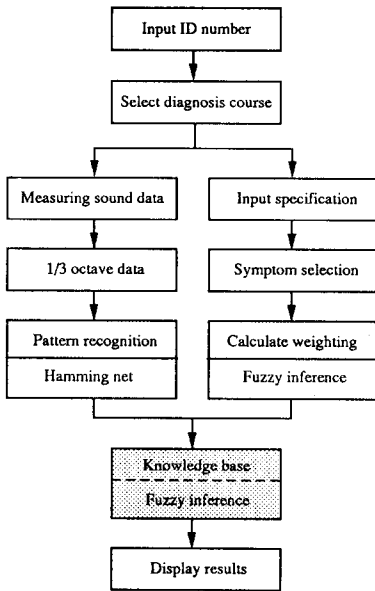 Input ID number
Select diagnosis course
Measuring sound data
Input specification
1/3 octave data
Symptom selection
Pattern recognition
Hamming net
Calculate weighting
Fuzzy inference
Knowledge base
Fuzzy inference
Display results